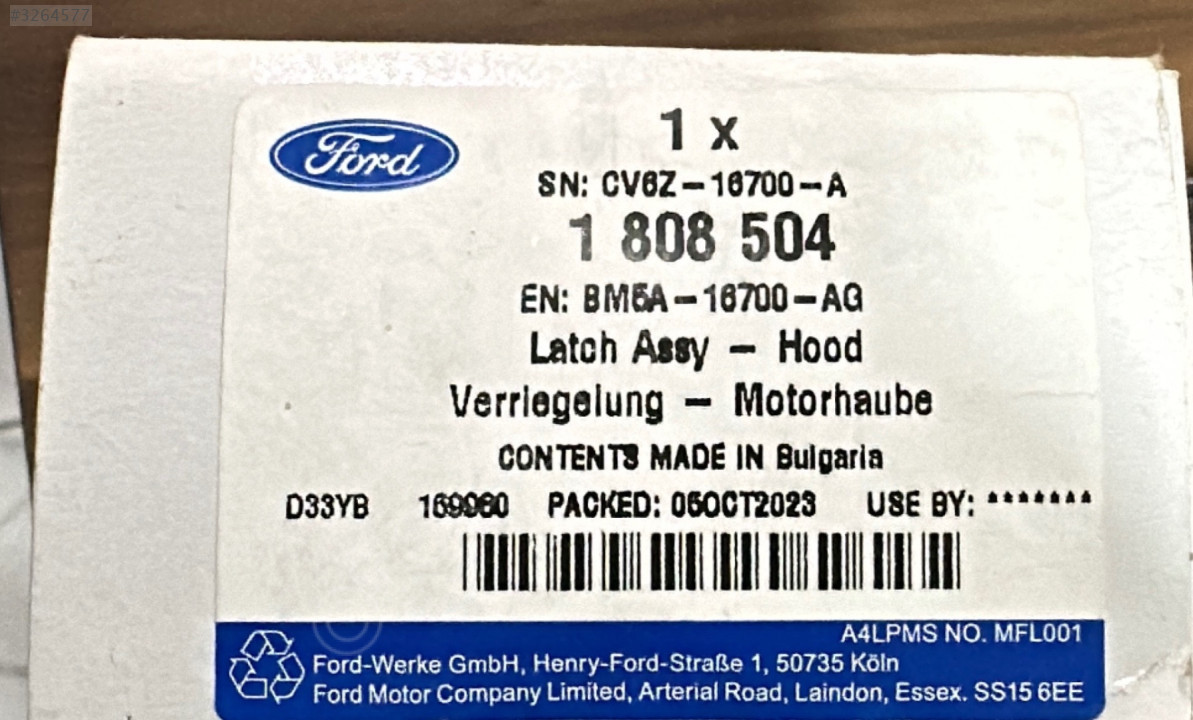 #3264577
Ford
1 x
SN: CV6Z-16700-A
1 808 504
EN: BM5A-16700-AG
Latch Assy - Hood
Verriegelung - Motorhaube
CONTENTS MADE IN Bulgaria
D33YB 169960 PACKED: 05OCT2023 USE BY: *******
A4LPMS NO. MFL001
Ford-Werke GmbH, Henry-Ford-Straße 1, 50735 Köln
Ford Motor Company Limited, Arterial Road, Laindon, Essex. SS15 6EE